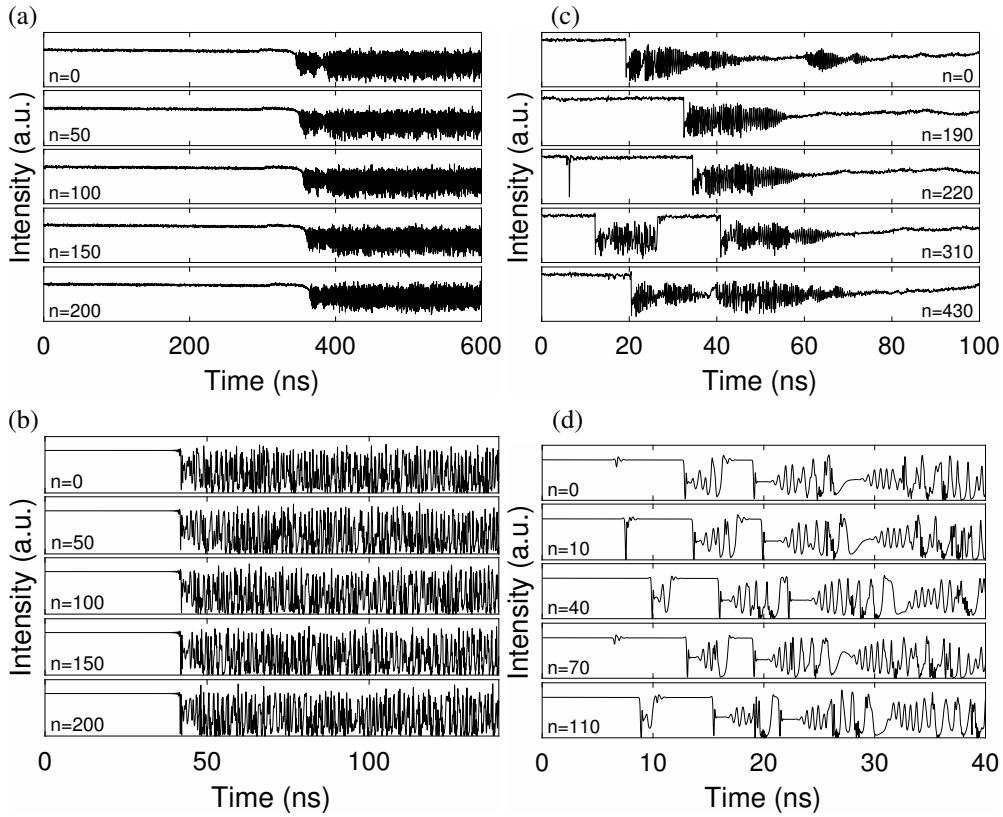 (a)
Intensity (a.u.)
n=0
n=50
n=100
n=150
n=200
0 200 400 600
Time (ns)
(c)
Intensity (a.u.)
n=0
n=190
n=220
n=310
n=430
0 20 40 60 80 100
Time (ns)
(b)
Intensity (a.u.)
n=0
n=50
n=100
n=150
n=200
50 100
Time (ns)
(d)
Intensity (a.u.)
n=0
n=10
n=40
n=70
n=110
0 10 20 30 40
Time (ns)